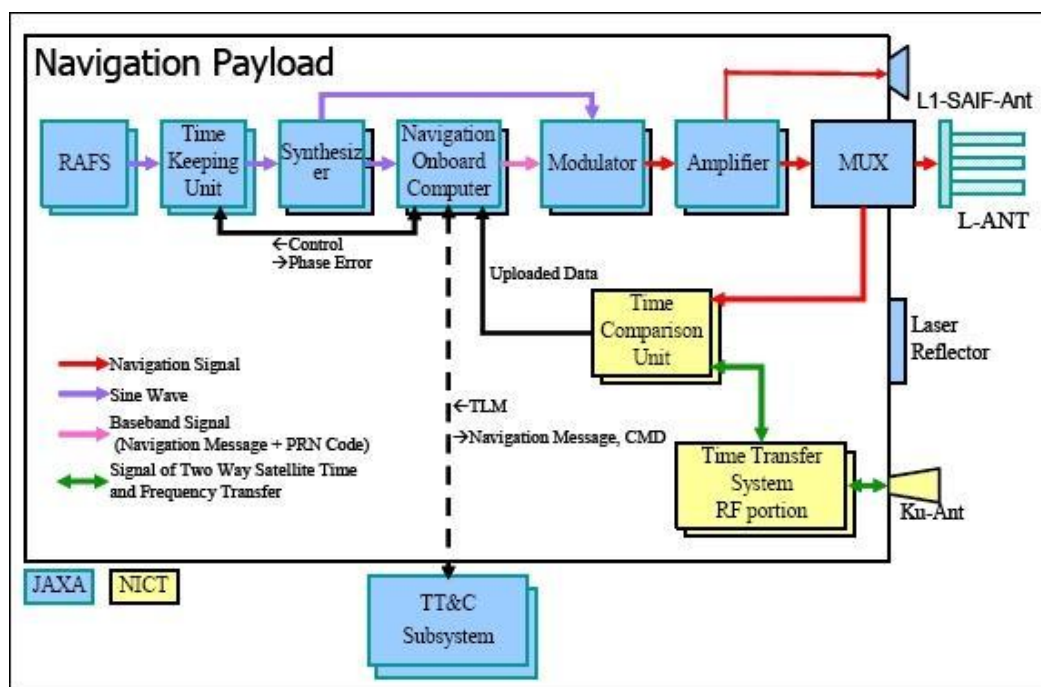 Navigation Payload
L1-SAIF-Ant
RAFS
Time
Keeping
Unit
Synthesiz
er
Navigation
Onboard
Computer
Modulator
Amplifier
MUX
L-ANT
←Control
→Phase Error
Uploaded Data
Time
Comparison
Unit
Laser
Reflector
Navigation Signal
Sine Wave
Baseband Signal
(Navigation Message + PRN Code)
Signal of Two Way Satellite Time
and Frequency Transfer
←TLM
→Navigation Message, CMD
Time Transfer
System
RF portion
Ku-Ant
JAXA
NICT
TT&C
Subsystem